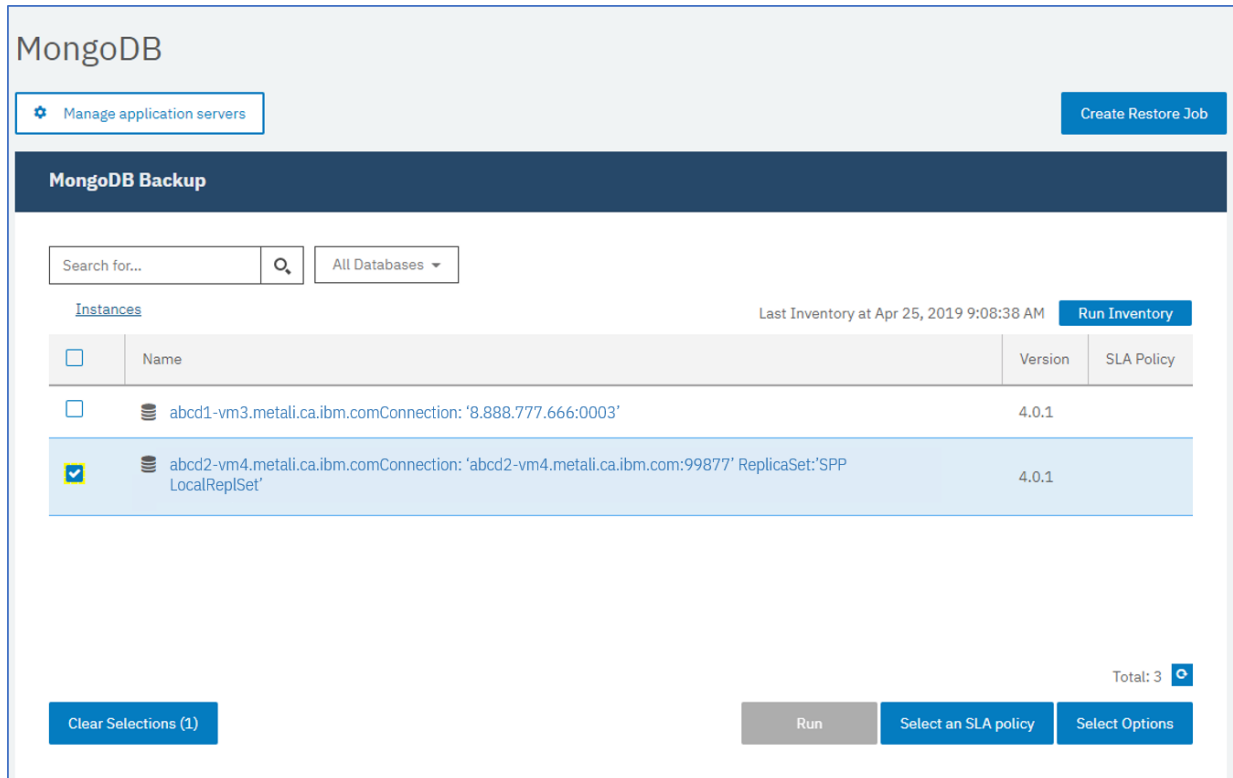 MongoDB
Manage application servers
Create Restore Job
MongoDB Backup
Search for...
All Databases
Instances
Last Inventory at Apr 25, 2019 9:08:38 AM
Run Inventory
Name
Version
SLA Policy
abcd1-vm3.metali.ca.ibm.comConnection: ‘8.888.777.666:0003’
4.0.1
abcd2-vm4.metali.ca.ibm.comConnection: ‘abcd2-vm4.metali.ca.ibm.com:99877’ ReplicaSet:’SPP
LocalReplSet’
4.0.1
Total: 3
Clear Selections (1)
Run
Select an SLA policy
Select Options